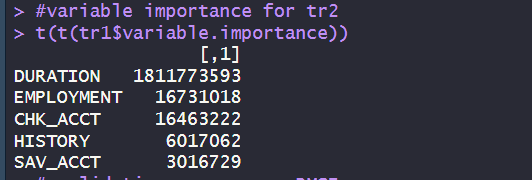 > #variable importance for tr2
> t(t(tr1$variable.importance))
[,1]
DURATION 1811773593
EMPLOYMENT 16731018
CHK_ACCT 16463222
HISTORY 6017062
SAV_ACCT 3016729